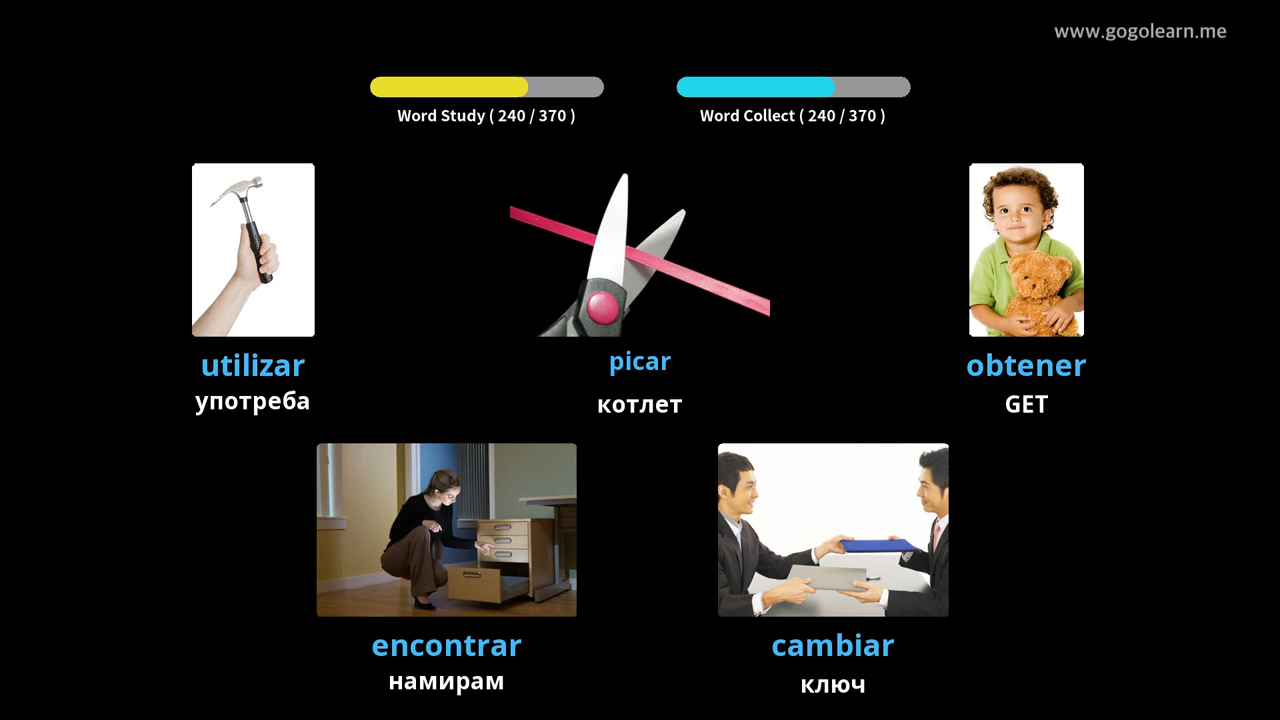 www.gogolearn.me
Word Study ( 240 / 370 )
Word Collect ( 240 / 370 )
utilizar
употреба
picar
котлет
obtener
GET
encontrar
намирам
cambiar
ключ